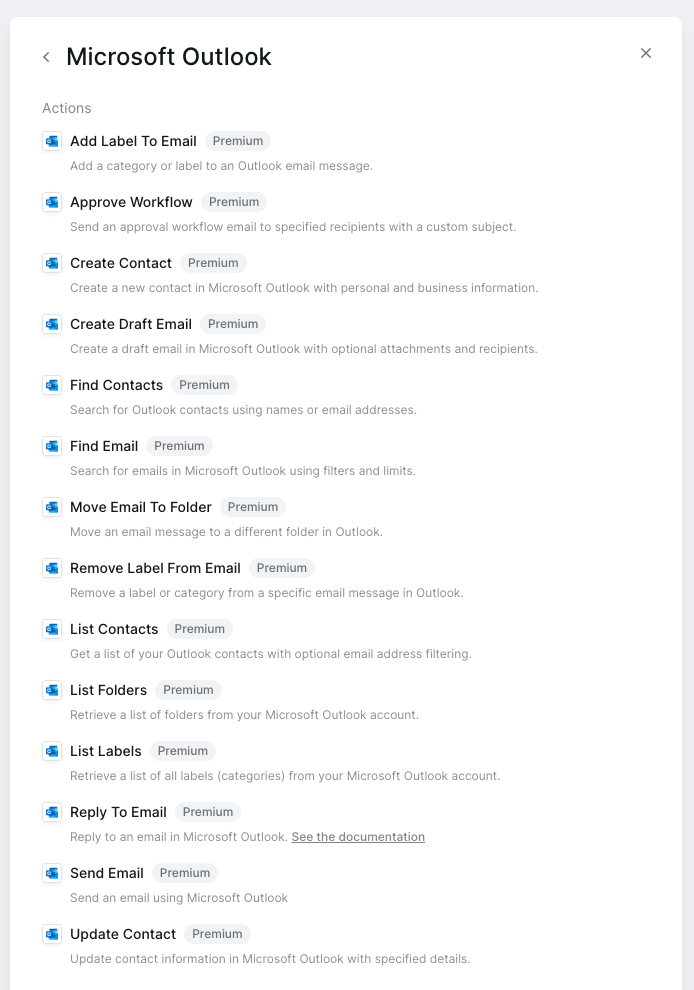 Microsoft Outlook
Actions
Add Label To Email Premium
Add a category or label to an Outlook email message.
Approve Workflow Premium
Send an approval workflow email to specified recipients with a custom subject.
Create Contact Premium
Create a new contact in Microsoft Outlook with personal and business information.
Create Draft Email Premium
Create a draft email in Microsoft Outlook with optional attachments and recipients.
Find Contacts Premium
Search for Outlook contacts using names or email addresses.
Find Email Premium
Search for emails in Microsoft Outlook using filters and limits.
Move Email To Folder Premium
Move an email message to a different folder in Outlook.
Remove Label From Email Premium
Remove a label or category from a specific email message in Outlook.
List Contacts Premium
Get a list of your Outlook contacts with optional email address filtering.
List Folders Premium
Retrieve a list of folders from your Microsoft Outlook account.
List Labels Premium
Retrieve a list of all labels (categories) from your Microsoft Outlook account.
Reply To Email Premium
Reply to an email in Microsoft Outlook. See the documentation
Send Email Premium
Send an email using Microsoft Outlook
Update Contact Premium
Update contact information in Microsoft Outlook with specified details.